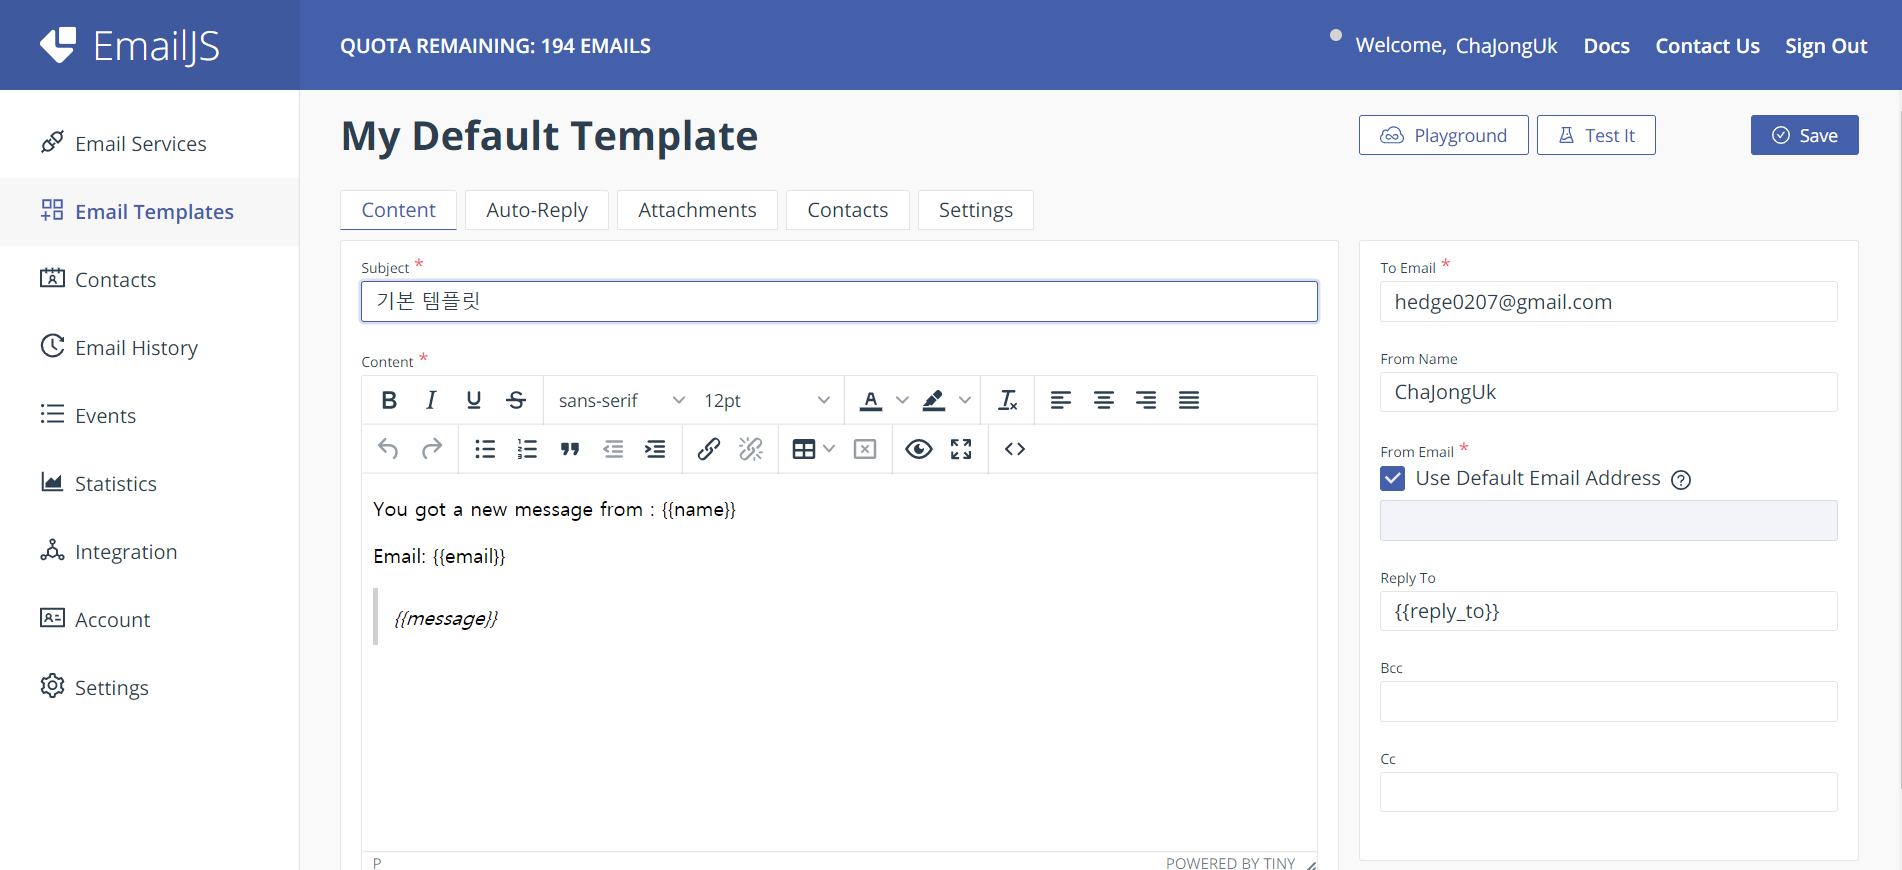 EmailJS
QUOTA REMAINING: 194 EMAILS
Welcome, ChaJongUk
Docs
Contact Us
Sign Out
Email Services
Email Templates
Contacts
Email History
Events
Statistics
Integration
Account
Settings
My Default Template
Playground
Test It
Save
Content
Auto-Reply
Attachments
Contacts
Settings
Subject *
기본 템플릿
Content *
B I U S sans-serif 12pt A
You got a new message from : {{name}}
Email: {{email}}
{{message}}
P
POWERED BY TINY
To Email *
hedge0207@gmail.com
From Name
ChaJongUk
From Email *
Use Default Email Address
Reply To
{{reply_to}}
Bcc
Cc